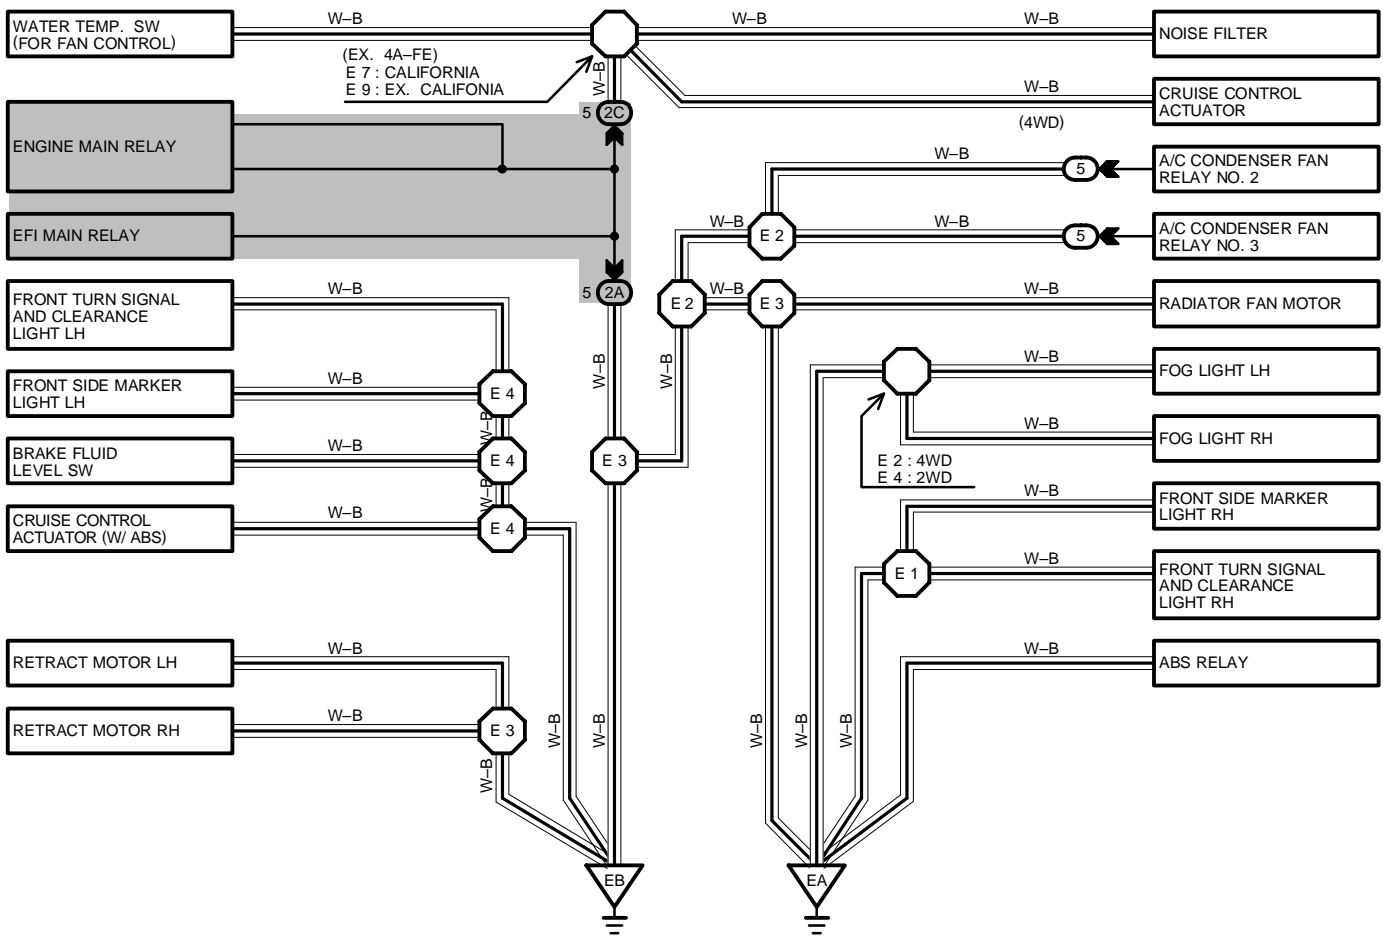 WATER TEMP. SW
(FOR FAN CONTROL)
W–B
W–B
W–B
NOISE FILTER
(EX. 4A–FE)
E 7 : CALIFORNIA
E 9 : EX. CALIFONIA
W–B
W–B
CRUISE CONTROL
ACTUATOR
(4WD)
5
2C
ENGINE MAIN RELAY
W–B
5
A/C CONDENSER FAN
RELAY NO. 2
EFI MAIN RELAY
W–B
E 2
W–B
5
A/C CONDENSER FAN
RELAY NO. 3
5
2A
FRONT TURN SIGNAL
AND CLEARANCE
LIGHT LH
W–B
E 2
W–B
E 3
W–B
RADIATOR FAN MOTOR
W–B
W–B
FRONT SIDE MARKER
LIGHT LH
W–B
E 4
W–B
W–B
FOG LIGHT LH
BRAKE FLUID
LEVEL SW
W–B
E 4
W–B
E 3
E 2 : 4WD
E 4 : 2WD
W–B
FOG LIGHT RH
CRUISE CONTROL
ACTUATOR (W/ ABS)
W–B
E 4
W–B
FRONT SIDE MARKER
LIGHT RH
E 1
W–B
FRONT TURN SIGNAL
AND CLEARANCE
LIGHT RH
RETRACT MOTOR LH
W–B
W–B
ABS RELAY
RETRACT MOTOR RH
W–B
E 3
W–B
W–B
W–B
W–B
W–B
W–B
EB
EA